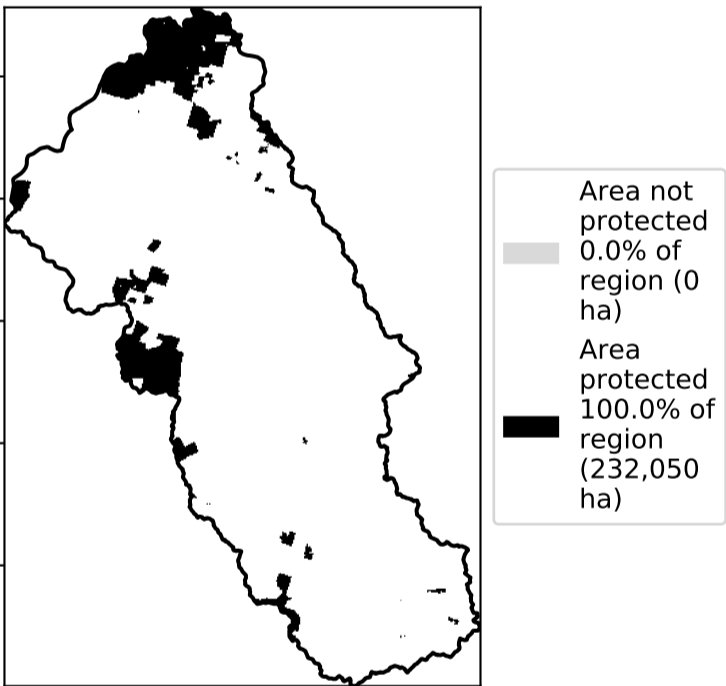 Area not
protected
0.0% of
region (0
ha)
Area
protected
100.0% of
region
(232,050
ha)